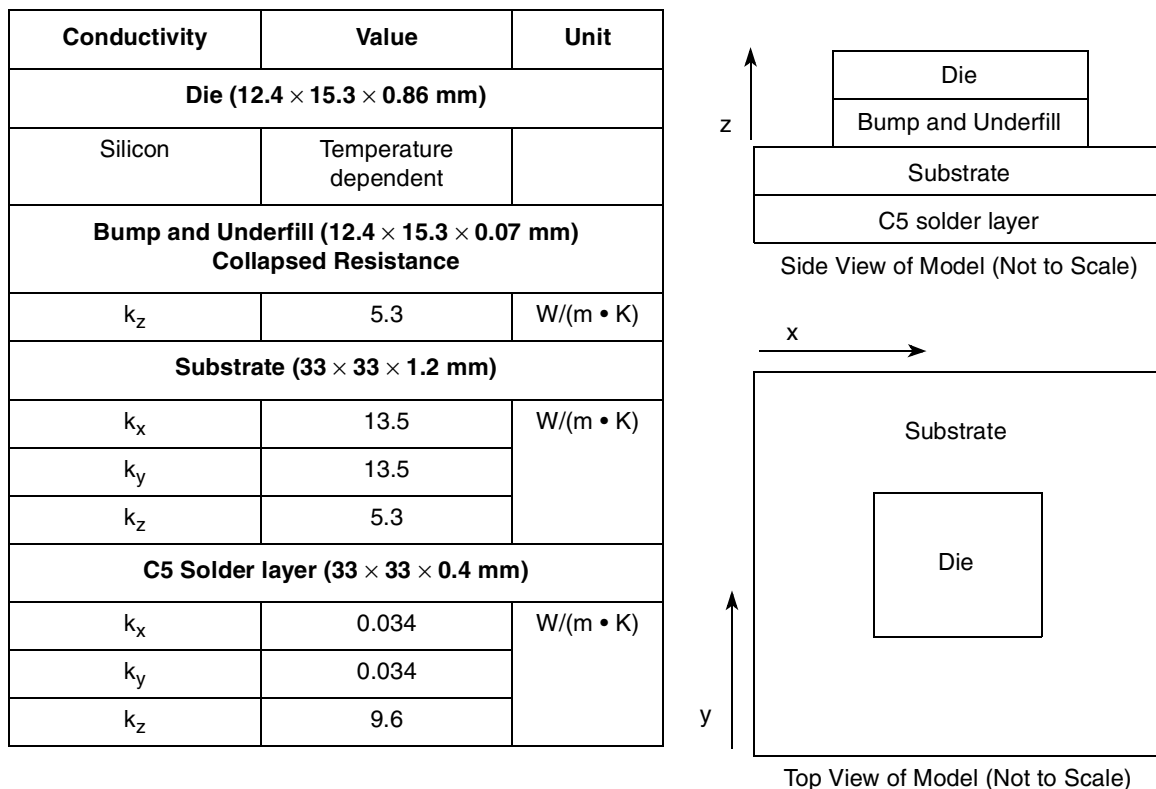 Conductivity Value Unit
Die (12.4 × 15.3 × 0.86 mm)
Silicon Temperature
dependent
Bump and Underfill (12.4 × 15.3 × 0.07 mm)
Collapsed Resistance
kz 5.3 W/(m • K)
Substrate (33 × 33 × 1.2 mm)
kx 13.5 W/(m • K)
ky 13.5
kz 5.3
C5 Solder layer (33 × 33 × 0.4 mm)
kx 0.034 W/(m • K)
ky 0.034
kz 9.6
z
Die
Bump and Underfill
Substrate
C5 solder layer
Side View of Model (Not to Scale)
x
Substrate
Die
y
Top View of Model (Not to Scale)